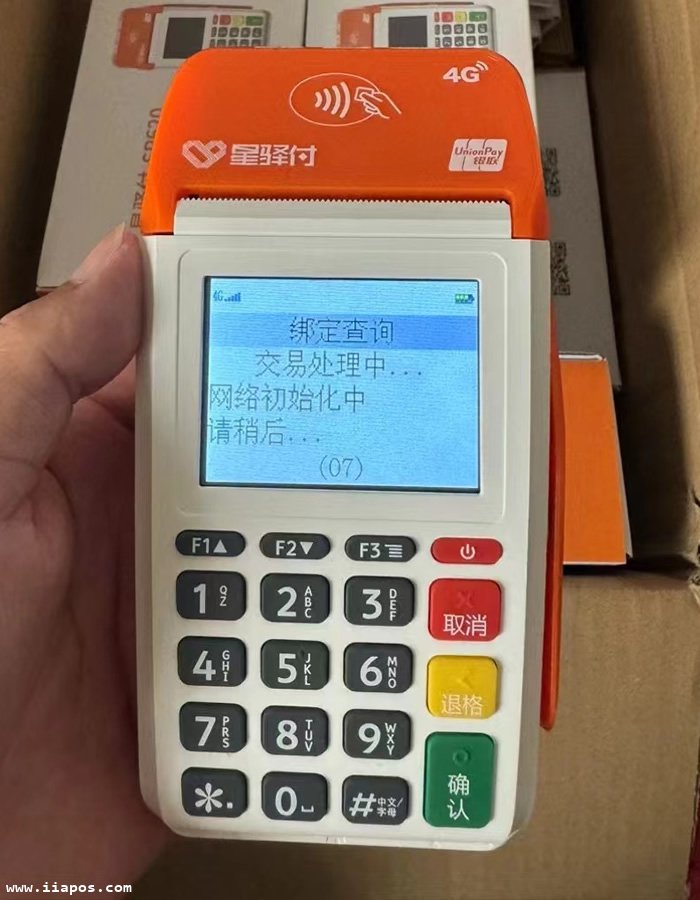 4G
星驿付
UnionPay
银联
4G
绑定查询
交易处理中...
网络初始化中
请稍后...
(07)
F1▲ F2▼ F3
1 QZ 2 ABC 3 DEF 取消
4 GHI 5 JKL 6 MNO 退格
7 PRS 8 TUV 9 WXY 确认
*. 0 #中文/字母
www.iiapos.com